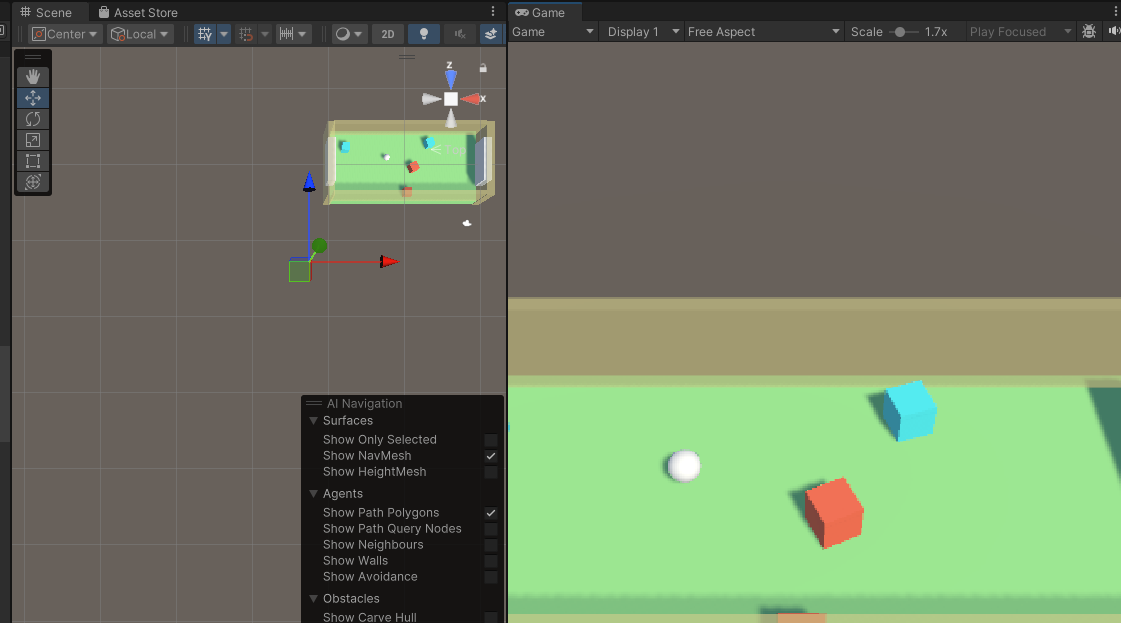 Scene
Asset Store
Game
Center
Local
2D
Game
Display 1
Free Aspect
Scale
1.7x
Play Focused
z
x
AI Navigation
Surfaces
Show Only Selected
Show NavMesh
Show HeightMesh
Agents
Show Path Polygons
Show Path Query Nodes
Show Neighbours
Show Walls
Show Avoidance
Obstacles
Show Carve Hull